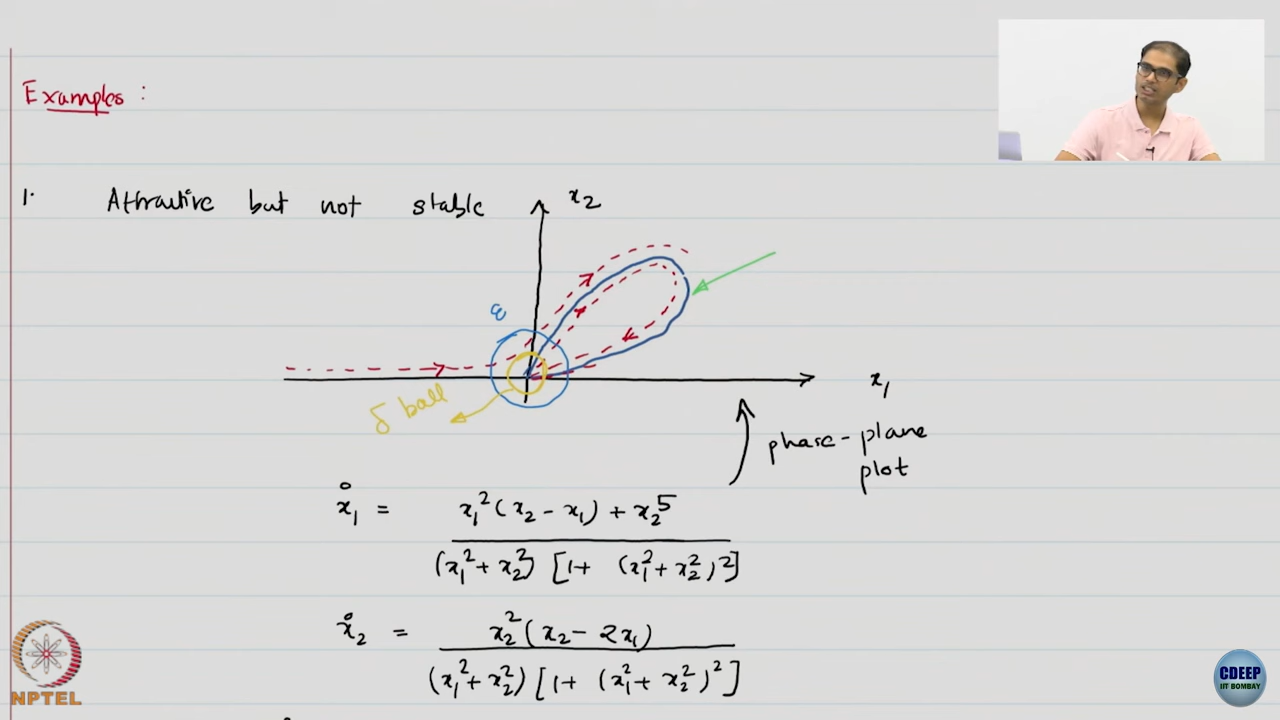 Examples :
1. Attractive but not stable
x₂
ε
δ ball
x₁
phase-plane
plot
ẋ₁ = x₁²(x₂ - x₁) + x₂⁵
(x₁² + x₂²) [1+ (x₁² + x₂²)²]
ẋ₂ = x₂²(x₂ - 2x₁)
(x₁² + x₂²) [1+ (x₁² + x₂²)²]
NPTEL
CDEEP
IIT BOMBAY